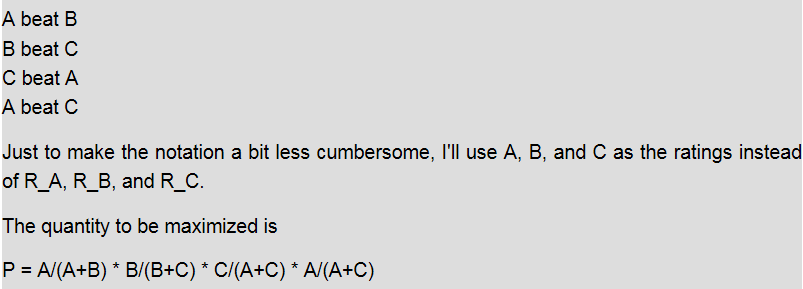 A beat B
B beat C
C beat A
A beat C
Just to make the notation a bit less cumbersome, I'll use A, B, and C as the ratings instead
of R_A, R_B, and R_C.
The quantity to be maximized is
P = A/(A+B) * B/(B+C) * C/(A+C) * A/(A+C)